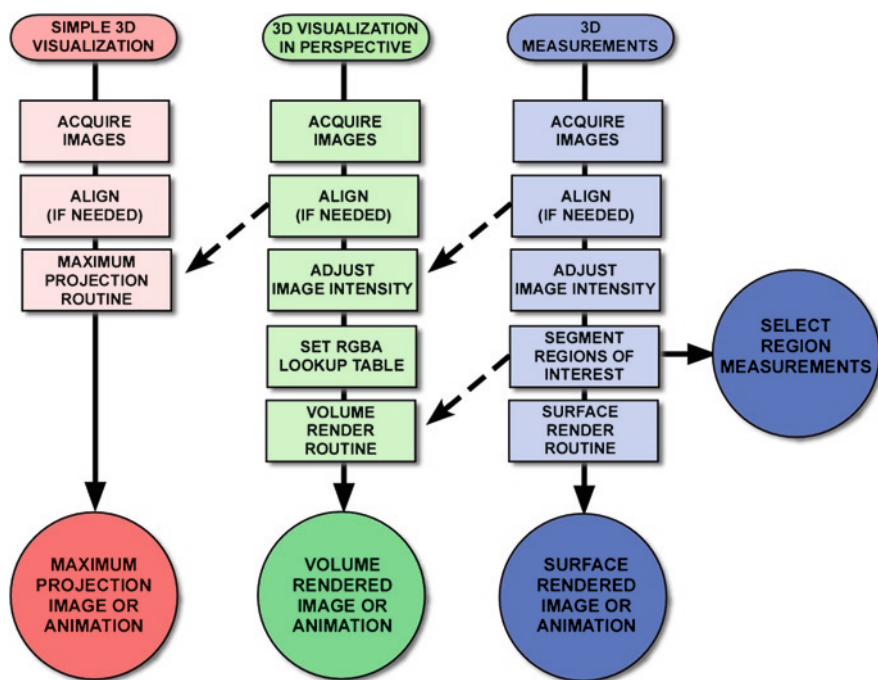 SIMPLE 3D
VISUALIZATION
ACQUIRE
IMAGES
ALIGN
(IF NEEDED)
MAXIMUM
PROJECTION
ROUTINE
MAXIMUM
PROJECTION
IMAGE OR
ANIMATION
3D VISUALIZATION
IN PERSPECTIVE
ACQUIRE
IMAGES
ALIGN
(IF NEEDED)
ADJUST
IMAGE INTENSITY
SET RGBA
LOOKUP TABLE
VOLUME
RENDER
ROUTINE
VOLUME
RENDERED
IMAGE OR
ANIMATION
3D
MEASUREMENTS
ACQUIRE
IMAGES
ALIGN
(IF NEEDED)
ADJUST
IMAGE INTENSITY
SEGMENT
REGIONS OF
INTEREST
SURFACE
RENDER
ROUTINE
SURFACE
RENDERED
IMAGE OR
ANIMATION
SELECT
REGION
MEASUREMENTS